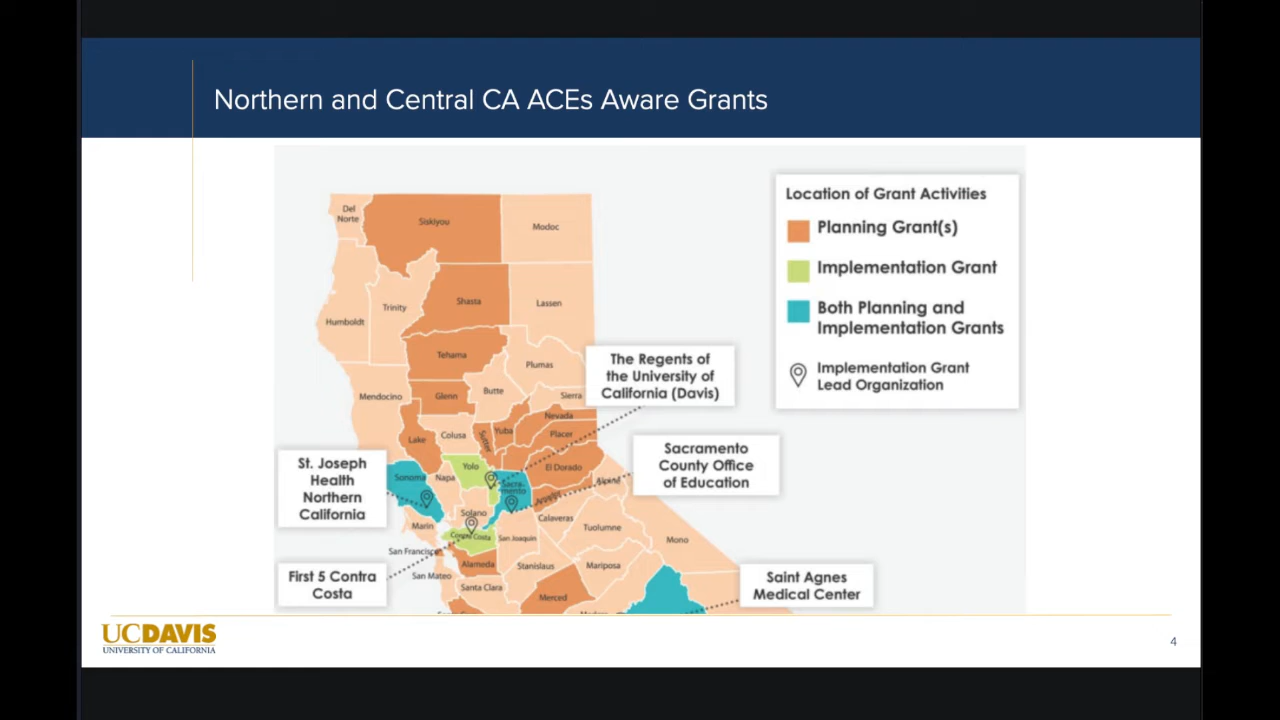 Northern and Central CA ACEs Aware Grants
Location of Grant Activities
Planning Grant(s)
Implementation Grant
Both Planning and
Implementation Grants
Implementation Grant
Lead Organization
Del
Norte
Siskiyou
Modoc
Trinity
Shasta
Lassen
Humboldt
Tehama
Plumas
Mendocino
Glenn
Butte
Sierra
Nevada
Lake
Colusa
Sutter
Yuba
Placer
Yolo
El Dorado
Sonoma
Napa
Sacra-
mento
Alpine
Amador
Solano
Marin
Calaveras
Tuolumne
Contra Costa
San Joaquin
Mono
San Francisco
Alameda
Stanislaus
Mariposa
San Mateo
Santa Clara
Merced
The Regents of
the University of
California (Davis)
Sacramento
County Office
of Education
St. Joseph
Health
Northern
California
First 5 Contra
Costa
Saint Agnes
Medical Center
UCDAVIS
UNIVERSITY OF CALIFORNIA
4